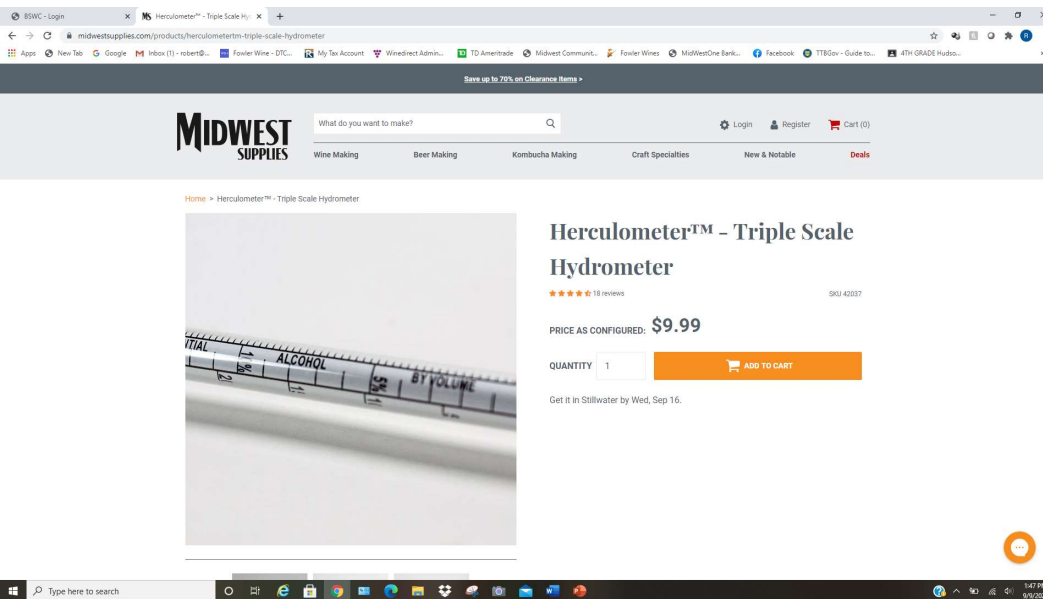 BSWC - Login
Herculometer™ - Triple Scale Hy
midwestsupplies.com/products/herculometertm-triple-scale-hydrometer
Apps New Tab Google Inbox (1) - robert@... Fowler Wine - DTC... My Tax Account Winedirect Admin... TD Ameritrade Midwest Communit... Fowler Wines MidWestOne Bank... Facebook TTBGov - Guide to... 4TH GRADE Hudso...
Save up to 70% on Clearance Items >
MIDWEST
SUPPLIES
What do you want to make?
Login Register Cart (0)
Wine Making Beer Making Kombucha Making Craft Specialties New & Notable Deals
Home > Herculometer™ - Triple Scale Hydrometer
Herculometer™ - Triple Scale
Hydrometer
18 reviews SKU 42037
PRICE AS CONFIGURED: $9.99
QUANTITY 1 ADD TO CART
Get it in Stillwater by Wed, Sep 16.
ALCOHOL BY VOLUME
5%
Type here to search
1:47 PM